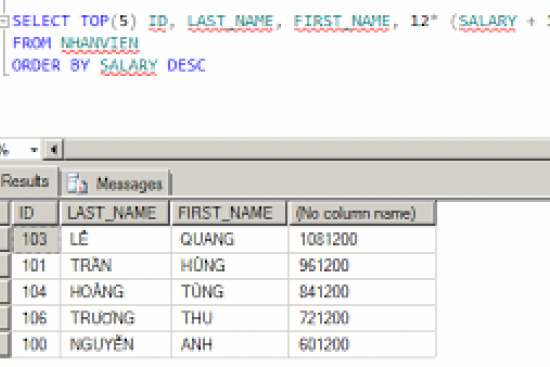 SELECT TOP(5) ID, LAST_NAME, FIRST_NAME, 12* (SALARY +
FROM NHANVIEN
ORDER BY SALARY DESC
%
Results Messages
ID LAST_NAME FIRST_NAME (No column name)
103 LÊ QUANG 1081200
101 TRẦN HÙNG 961200
104 HOÀNG TÙNG 841200
106 TRƯƠNG THU 721200
100 NGUYỄN ANH 601200